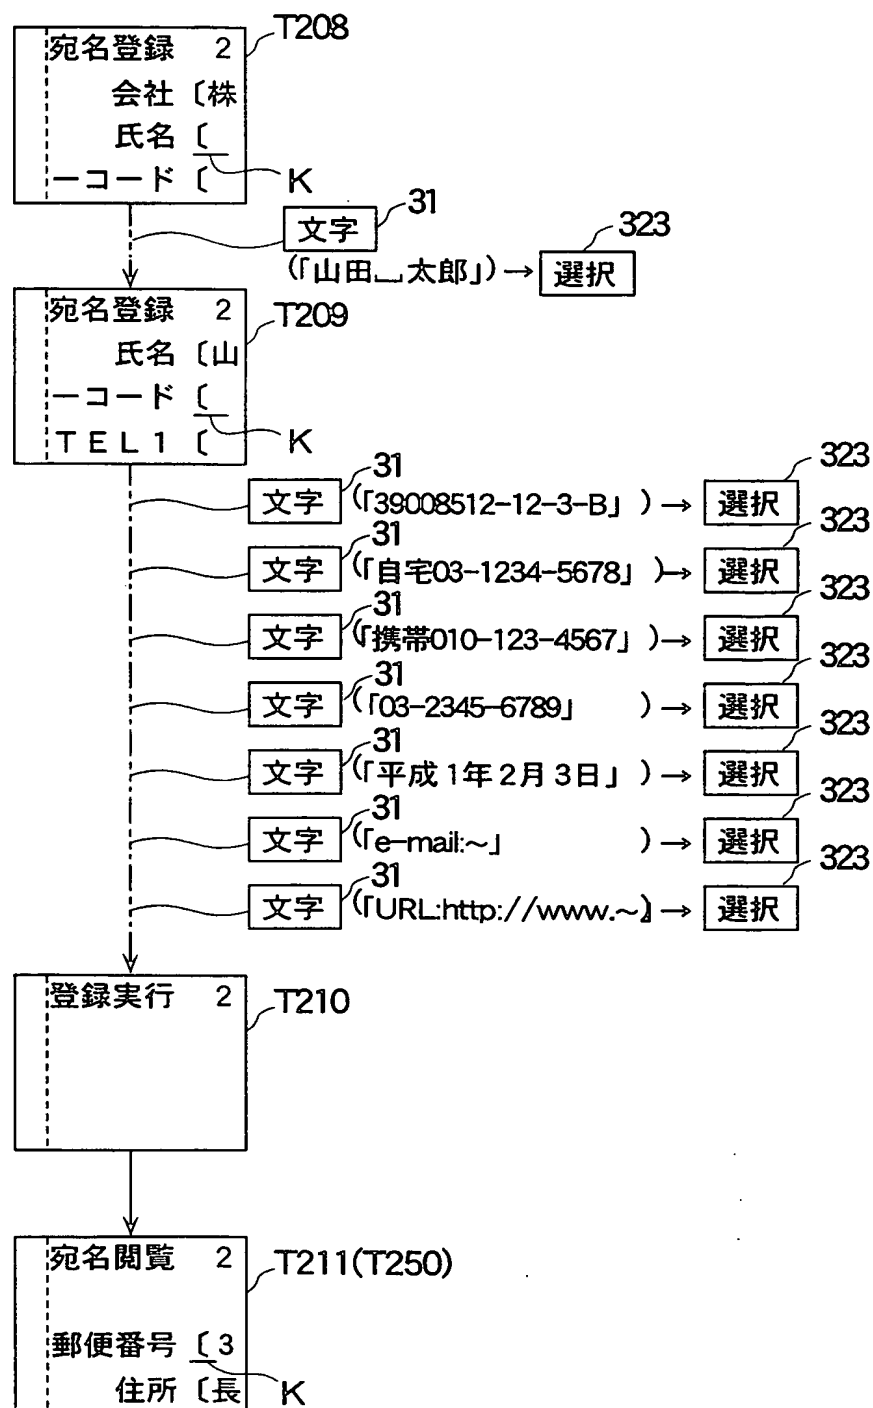 宛名登録 2 T208
会社〔株
氏名〔
ーコード〔 K
文字 31
(「山田␣太郎」)→ 選択 323
宛名登録 2 T209
氏名〔山
ーコード〔
TEL1〔 K
文字 31 (「39008512-12-3-B」)→ 選択 323
文字 31 (「自宅03-1234-5678」)→ 選択 323
文字 31 (「携帯010-123-4567」)→ 選択 323
文字 31 (「03-2345-6789」)→ 選択 323
文字 31 (「平成1年2月3日」)→ 選択 323
文字 31 (「e-mail:~」)→ 選択 323
文字 31 (「URL:http://www.~」)→ 選択 323
登録実行 2 T210
宛名閲覧 2 T211(T250)
郵便番号〔3
住所〔長 K